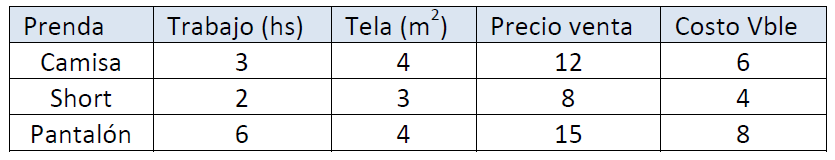 Prenda Trabajo (hs) Tela (m²) Precio venta Costo Vble
Camisa 3 4 12 6
Short 2 3 8 4
Pantalón 6 4 15 8